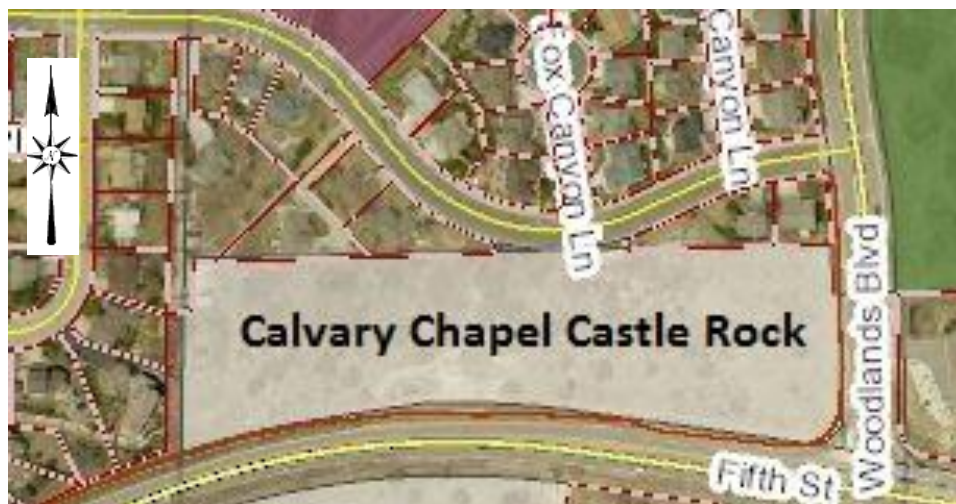 Fox Canyon Ln
Canyon Ln
N
Calvary Chapel Castle Rock
Woodlands Blvd
Fifth St